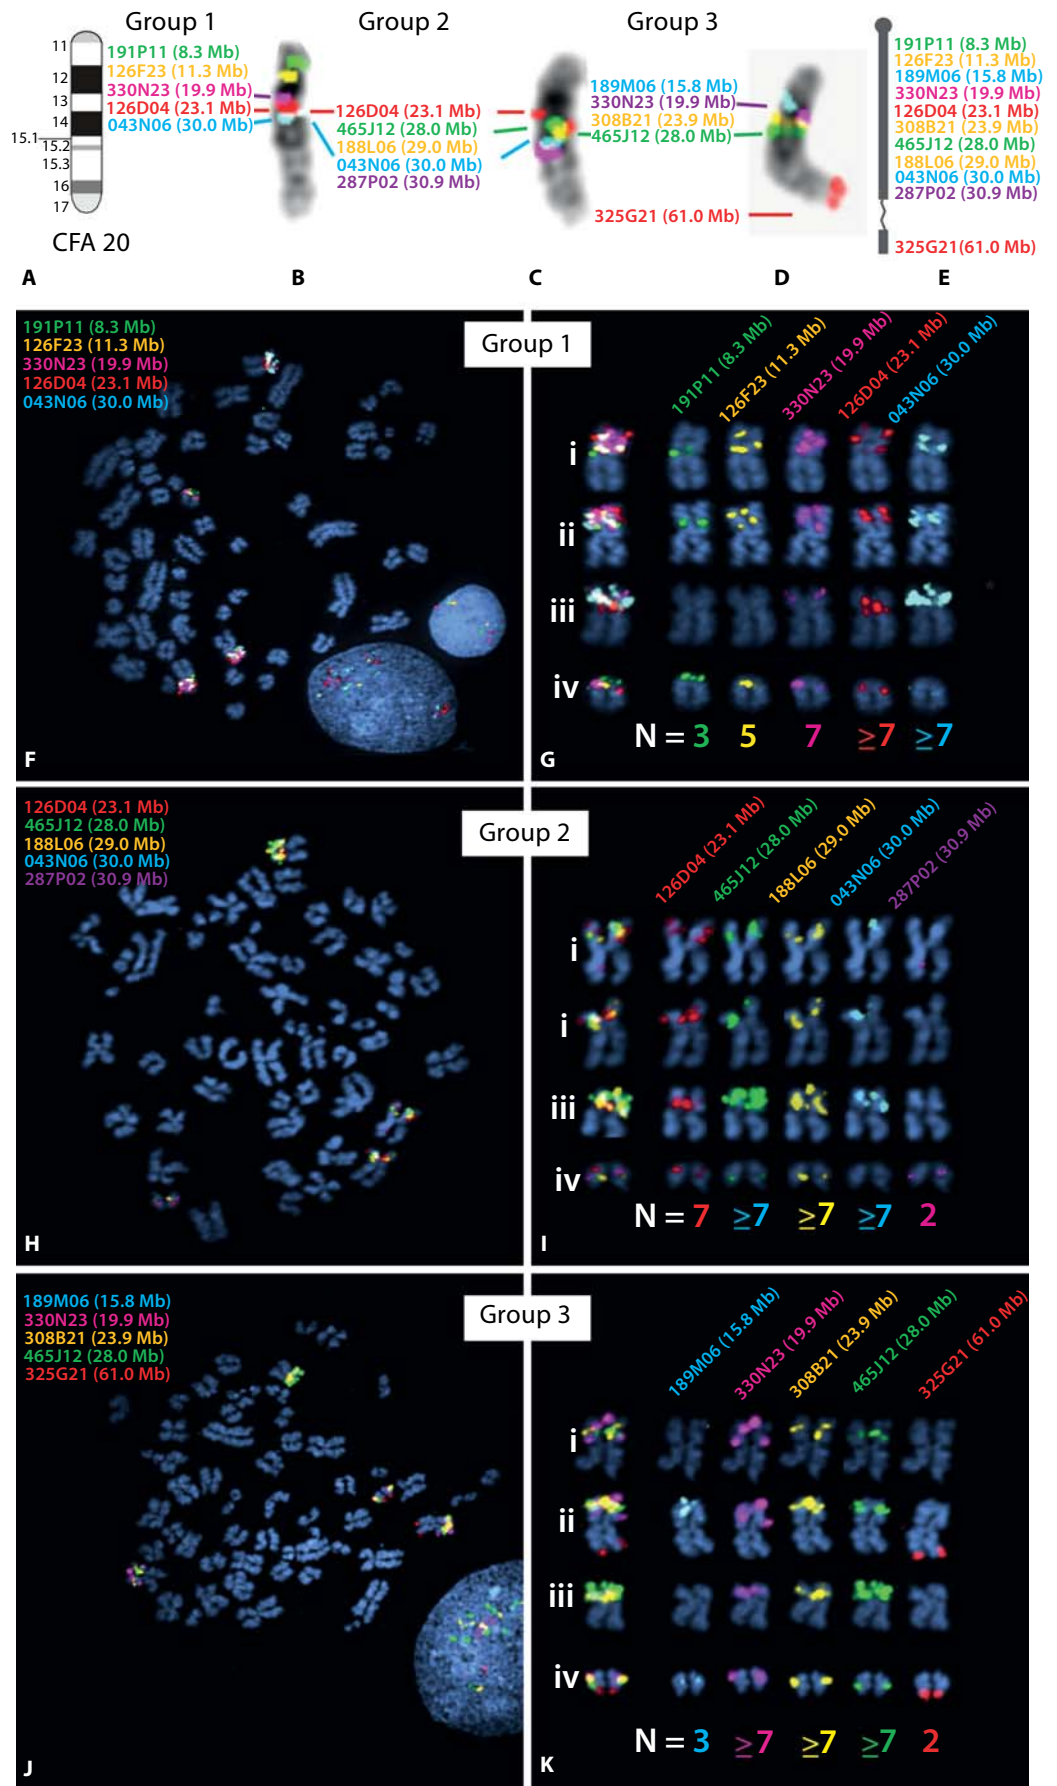 Group 1
Group 2
Group 3
11
12
13
14
15.1
15.2
15.3
16
17
CFA 20
191P11 (8.3 Mb)
126F23 (11.3 Mb)
330N23 (19.9 Mb)
126D04 (23.1 Mb)
043N06 (30.0 Mb)
126D04 (23.1 Mb)
465J12 (28.0 Mb)
188L06 (29.0 Mb)
043N06 (30.0 Mb)
287P02 (30.9 Mb)
189M06 (15.8 Mb)
330N23 (19.9 Mb)
308B21 (23.9 Mb)
465J12 (28.0 Mb)
325G21 (61.0 Mb)
191P11 (8.3 Mb)
126F23 (11.3 Mb)
189M06 (15.8 Mb)
330N23 (19.9 Mb)
126D04 (23.1 Mb)
308B21 (23.9 Mb)
465J12 (28.0 Mb)
188L06 (29.0 Mb)
043N06 (30.0 Mb)
287P02 (30.9 Mb)
325G21(61.0 Mb)
A B C D E
191P11 (8.3 Mb)
126F23 (11.3 Mb)
330N23 (19.9 Mb)
126D04 (23.1 Mb)
043N06 (30.0 Mb)
F
Group 1
191P11 (8.3 Mb)
126F23 (11.3 Mb)
330N23 (19.9 Mb)
126D04 (23.1 Mb)
043N06 (30.0 Mb)
i
ii
iii
iv
N = 3 5 7 ≥7 ≥7
G
126D04 (23.1 Mb)
465J12 (28.0 Mb)
188L06 (29.0 Mb)
043N06 (30.0 Mb)
287P02 (30.9 Mb)
H
Group 2
126D04 (23.1 Mb)
465J12 (28.0 Mb)
188L06 (29.0 Mb)
043N06 (30.0 Mb)
287P02 (30.9 Mb)
i
i
iii
iv
N = 7 ≥7 ≥7 ≥7 2
I
189M06 (15.8 Mb)
330N23 (19.9 Mb)
308B21 (23.9 Mb)
465J12 (28.0 Mb)
325G21 (61.0 Mb)
J
Group 3
189M06 (15.8 Mb)
330N23 (19.9 Mb)
308B21 (23.9 Mb)
465J12 (28.0 Mb)
325G21 (61.0 Mb)
i
ii
iii
iv
N = 3 ≥7 ≥7 ≥7 2
K